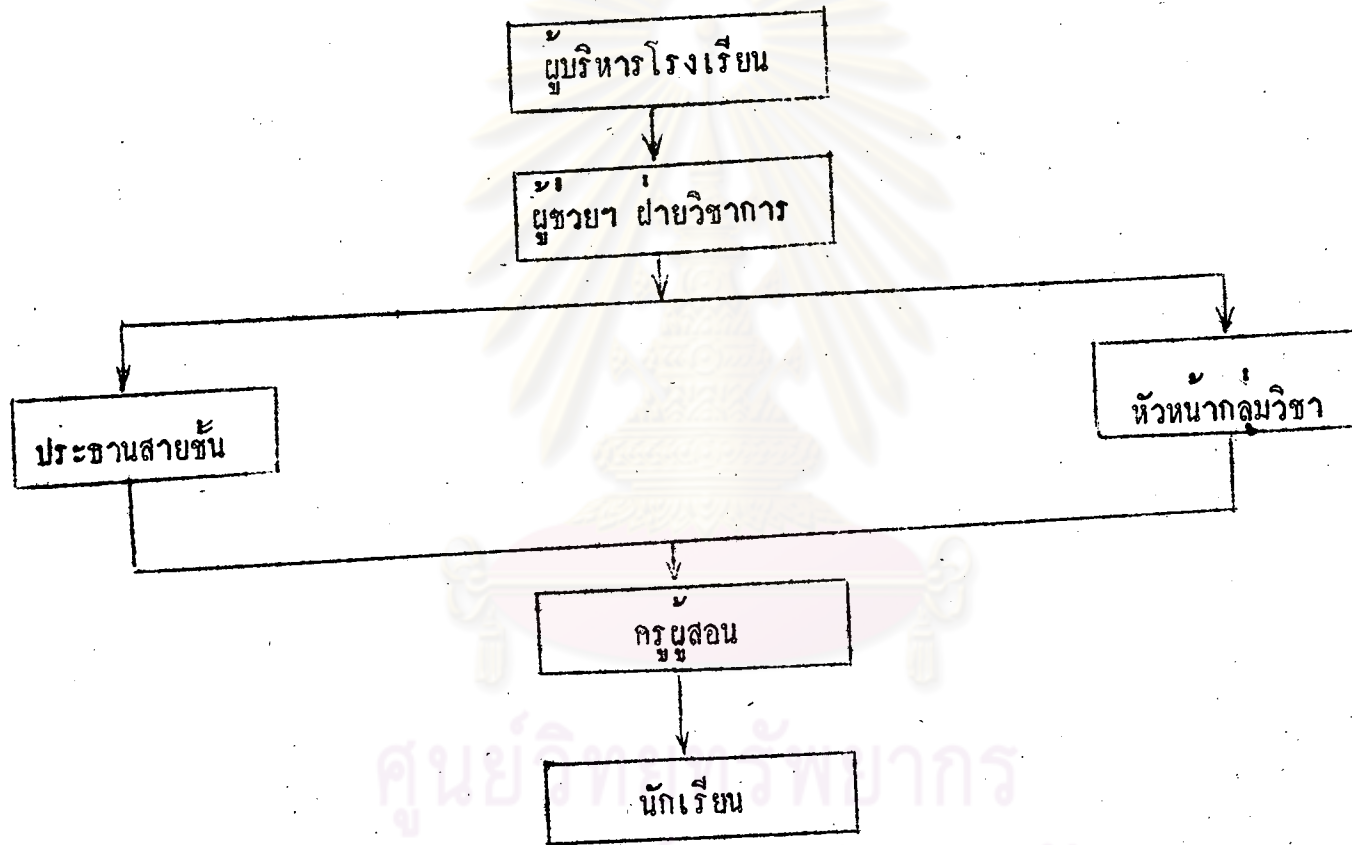 ผู้บริหารโรงเรียน
ผู้ช่วยฯ ฝ่ายวิชาการ
ประธานสายชั้น
หัวหน้ากลุ่มวิชา
ครูผู้สอน
ศูนย์วิทยทรัพยากร
นักเรียน